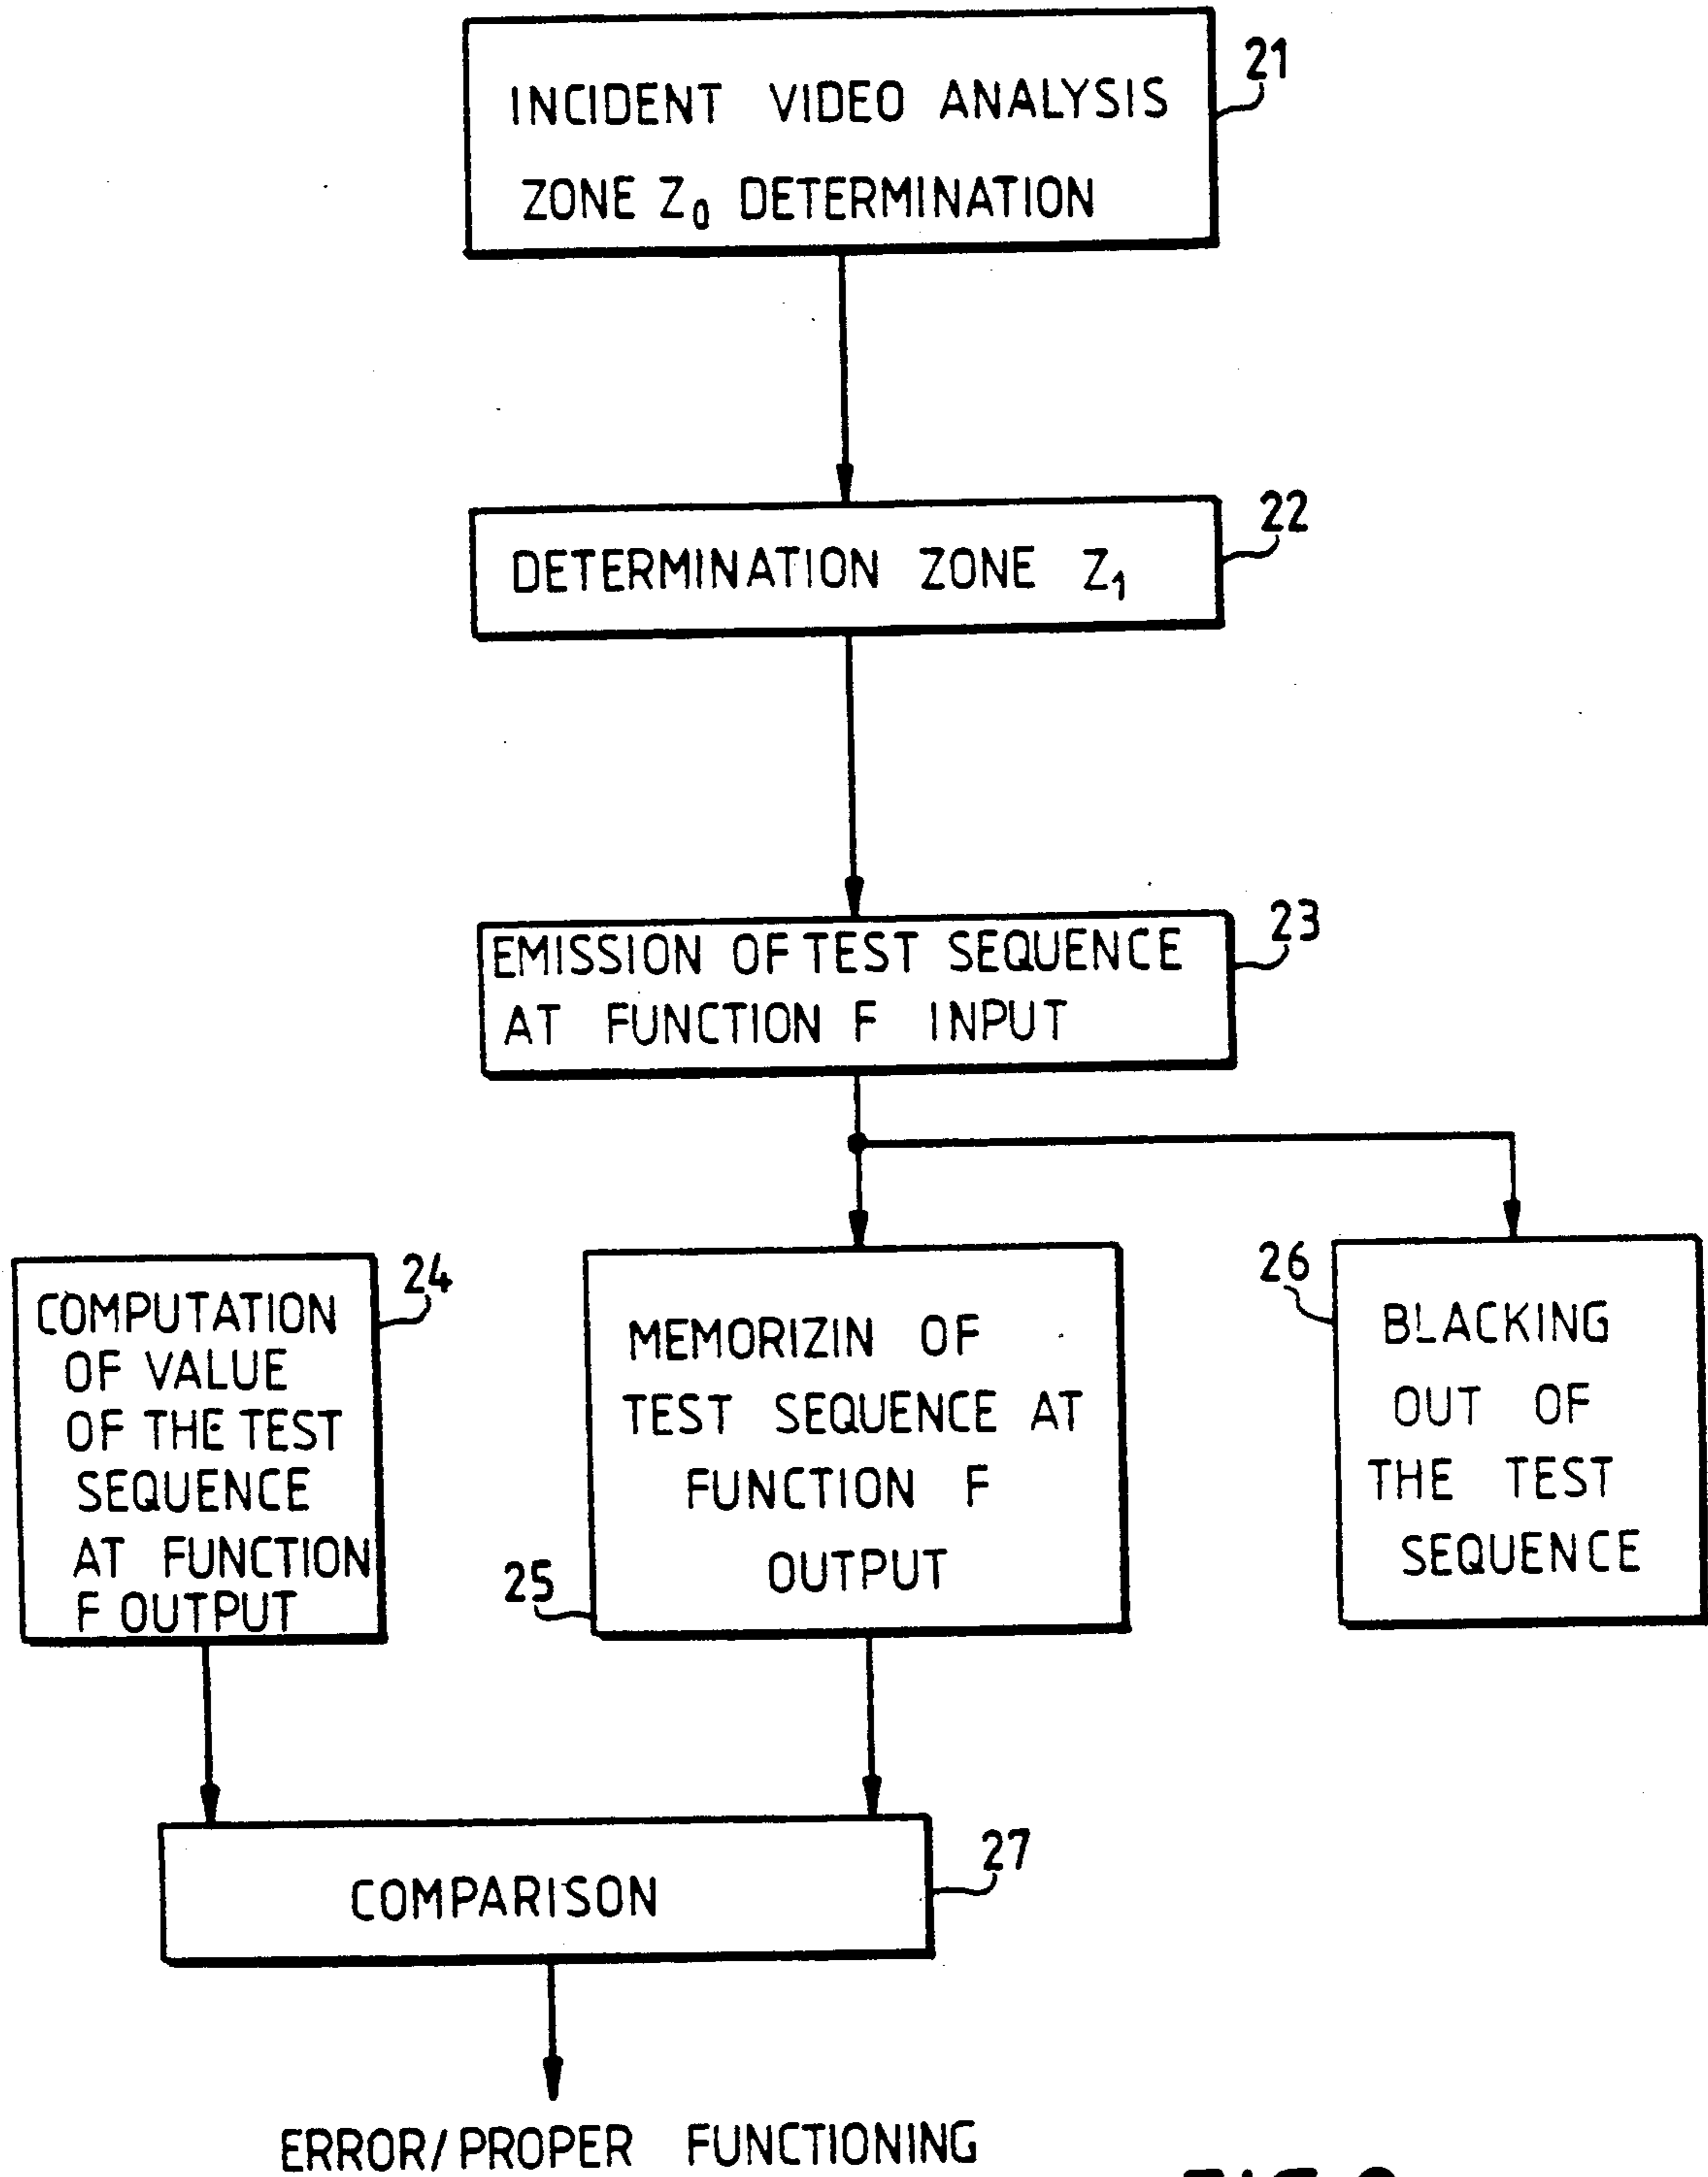 21
INCIDENT VIDEO ANALYSIS
ZONE Z₀ DETERMINATION
22
DETERMINATION ZONE Z₁
23
EMISSION OF TEST SEQUENCE
AT FUNCTION F INPUT
24
COMPUTATION
OF VALUE
OF THE TEST
SEQUENCE
AT FUNCTION
F OUTPUT
25
MEMORIZIN OF
TEST SEQUENCE AT
FUNCTION F
OUTPUT
26
BLACKING
OUT OF
THE TEST
SEQUENCE
27
COMPARISON
ERROR/PROPER FUNCTIONING